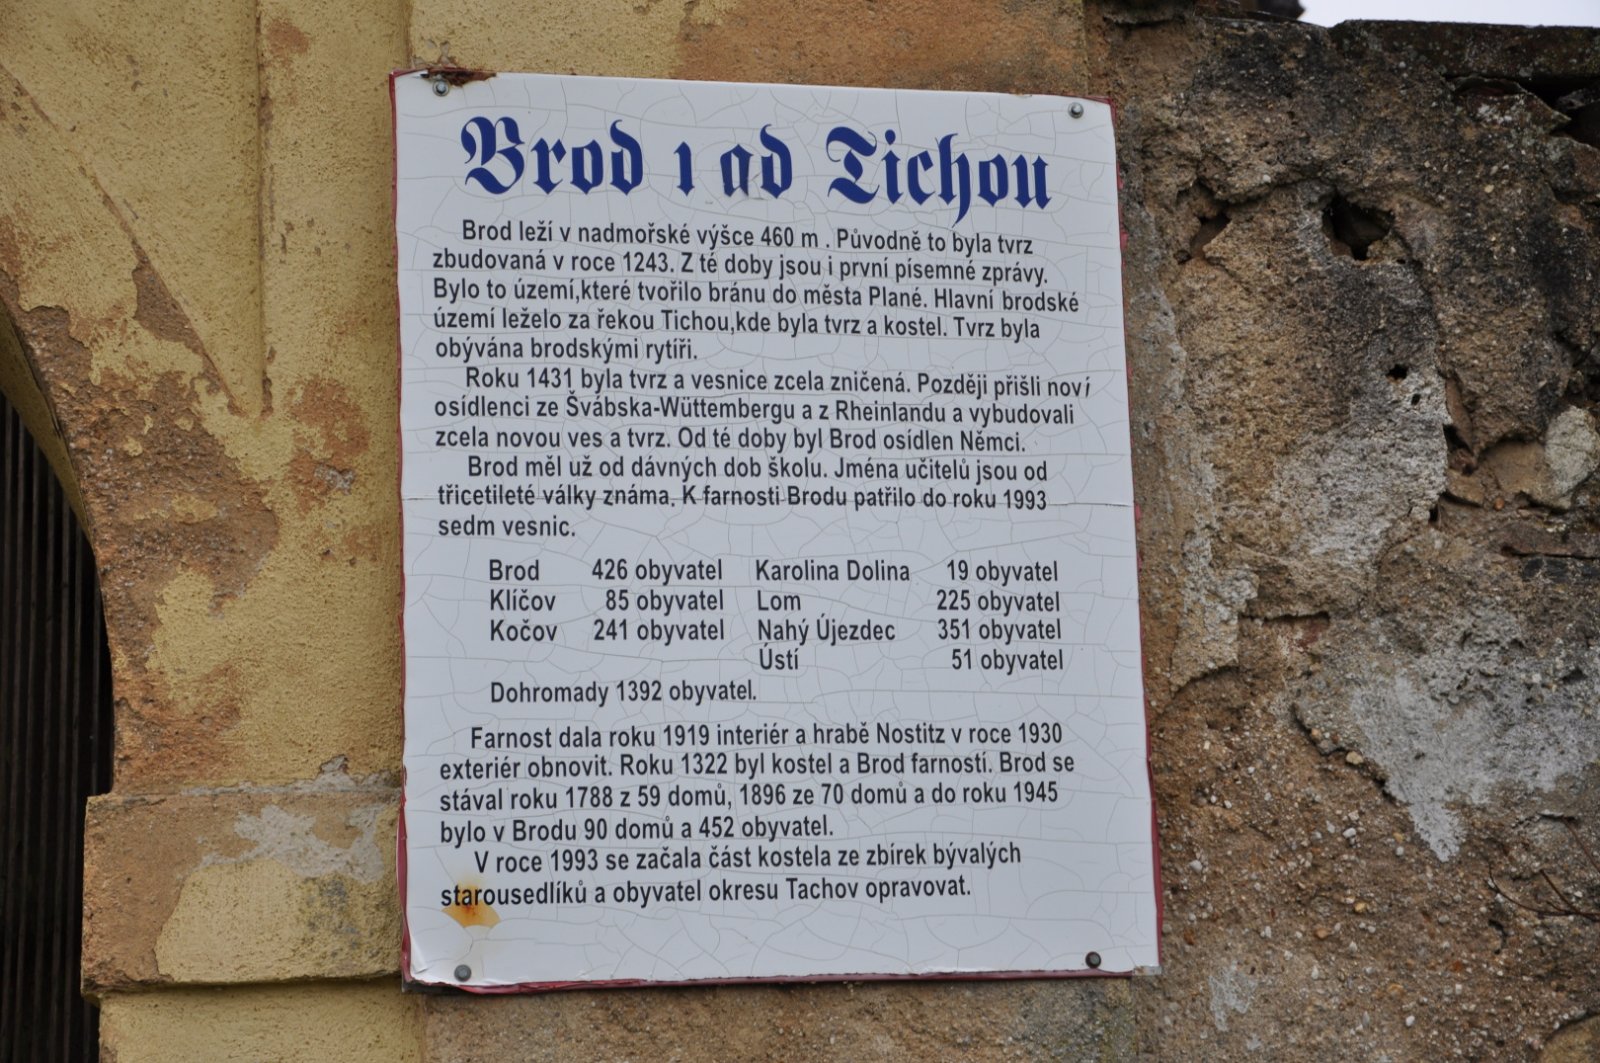 Brod nad Tichou
Brod leží v nadmořské výšce 460 m . Původně to byla tvrz
zbudovaná v roce 1243. Z té doby jsou i první písemné zprávy.
Bylo to území,které tvořilo bránu do města Plané. Hlavní brodské
území leželo za řekou Tichou,kde byla tvrz a kostel. Tvrz byla
obývána brodskými rytíři.
Roku 1431 byla tvrz a vesnice zcela zničená. Později přišli noví
osídlenci ze Švábska-Wüttembergu a z Rheinlandu a vybudovali
zcela novou ves a tvrz. Od té doby byl Brod osídlen Němci.
Brod měl už od dávných dob školu. Jména učitelů jsou od
třicetileté války známa. K farnosti Brodu patřilo do roku 1993
sedm vesnic.
Brod 426 obyvatel Karolina Dolina 19 obyvatel
Klíčov 85 obyvatel Lom 225 obyvatel
Kočov 241 obyvatel Nahý Újezdec 351 obyvatel
Ústí 51 obyvatel
Dohromady 1392 obyvatel.
Farnost dala roku 1919 interiér a hrabě Nostitz v roce 1930
exteriér obnovit. Roku 1322 byl kostel a Brod farností. Brod se
stával roku 1788 z 59 domů, 1896 ze 70 domů a do roku 1945
bylo v Brodu 90 domů a 452 obyvatel.
V roce 1993 se začala část kostela ze zbírek bývalých
starousedlíků a obyvatel okresu Tachov opravovat.